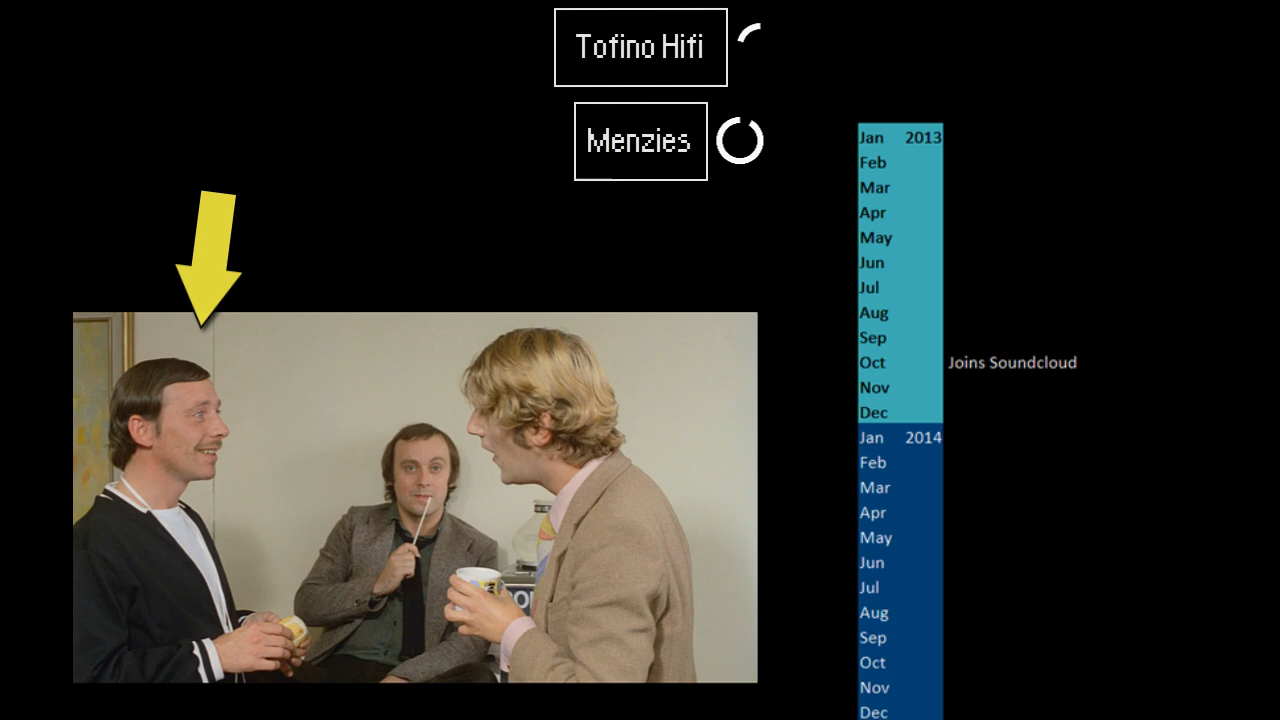 Tofino Hifi
Menzies
Jan 2013
Feb
Mar
Apr
May
Jun
Jul
Aug
Sep
Oct Joins Soundcloud
Nov
Dec
Jan 2014
Feb
Mar
Apr
May
Jun
Jul
Aug
Sep
Oct
Nov
Dec